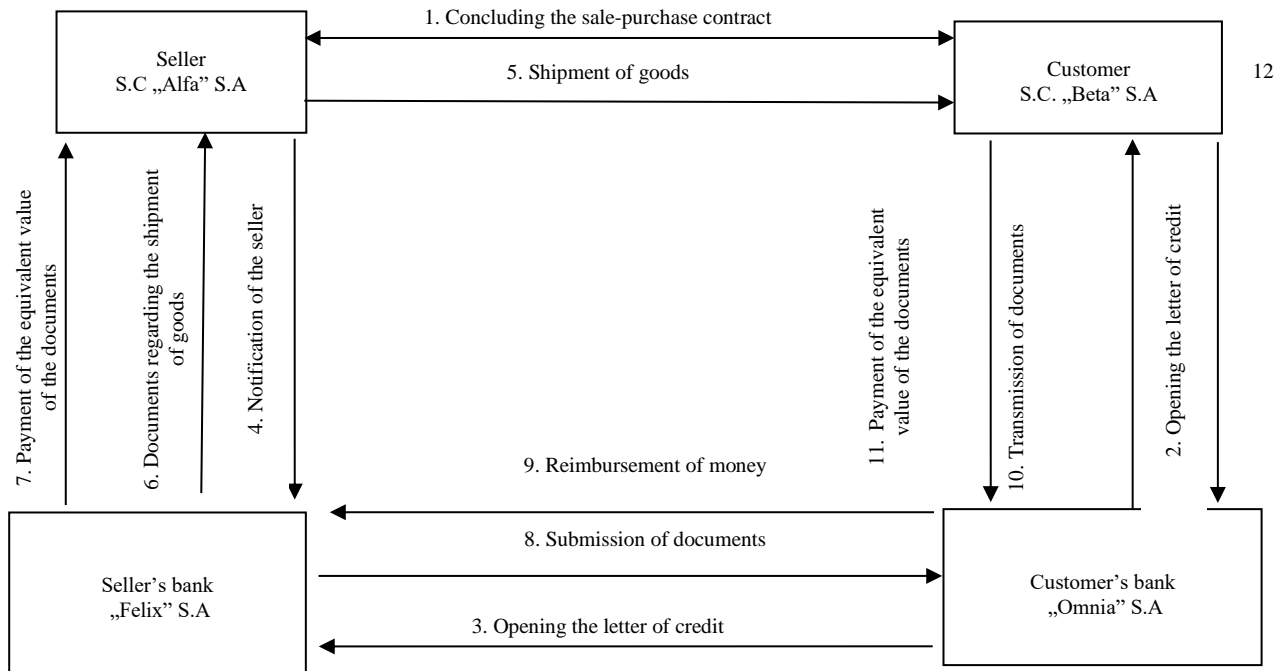 1. Concluding the sale-purchase contract
Seller
S.C „Alfa” S.A
5. Shipment of goods
Customer
S.C. „Beta” S.A
12
7. Payment of the equivalent value
of the documents
6. Documents regarding the shipment
of goods
4. Notification of the seller
11. Payment of the equivalent
value of the documents
10. Transmission of documents
2. Opening the letter of credit
9. Reimbursement of money
8. Submission of documents
Seller’s bank
„Felix” S.A
Customer’s bank
„Omnia” S.A
3. Opening the letter of credit